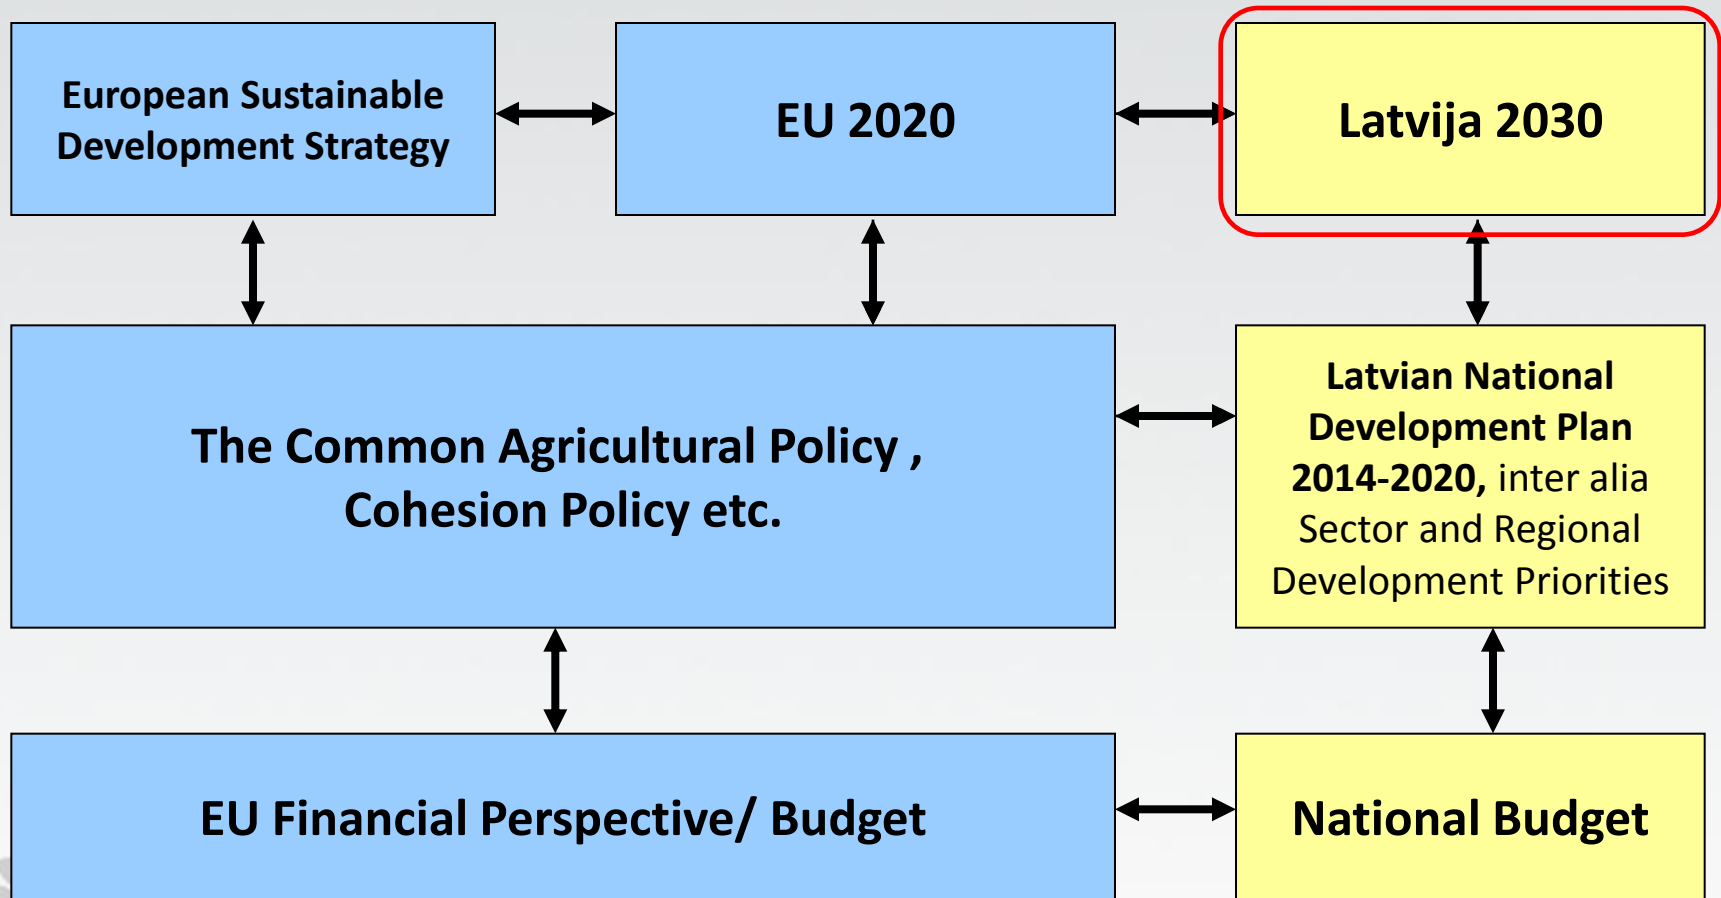 European Sustainable
Development Strategy
EU 2020
Latvija 2030
The Common Agricultural Policy ,
Cohesion Policy etc.
Latvian National
Development Plan
2014-2020, inter alia
Sector and Regional
Development Priorities
EU Financial Perspective/ Budget
National Budget